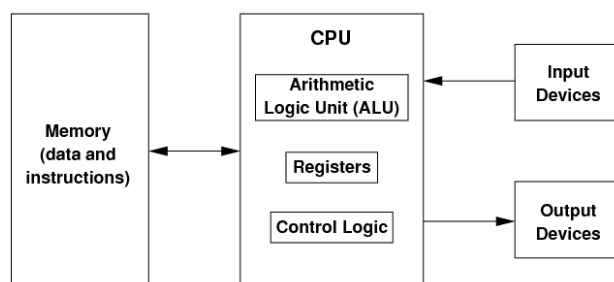 Memory
(data and
instructions)
CPU
Arithmetic
Logic Unit (ALU)
Registers
Control Logic
Input
Devices
Output
Devices